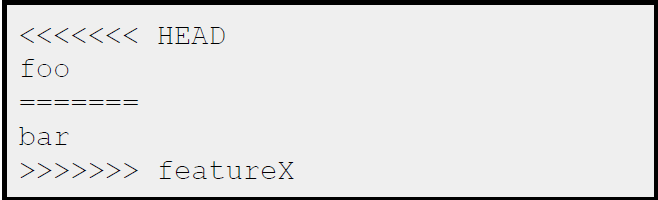 <<<<<<< HEAD
foo
=======
bar
>>>>>>> featureX